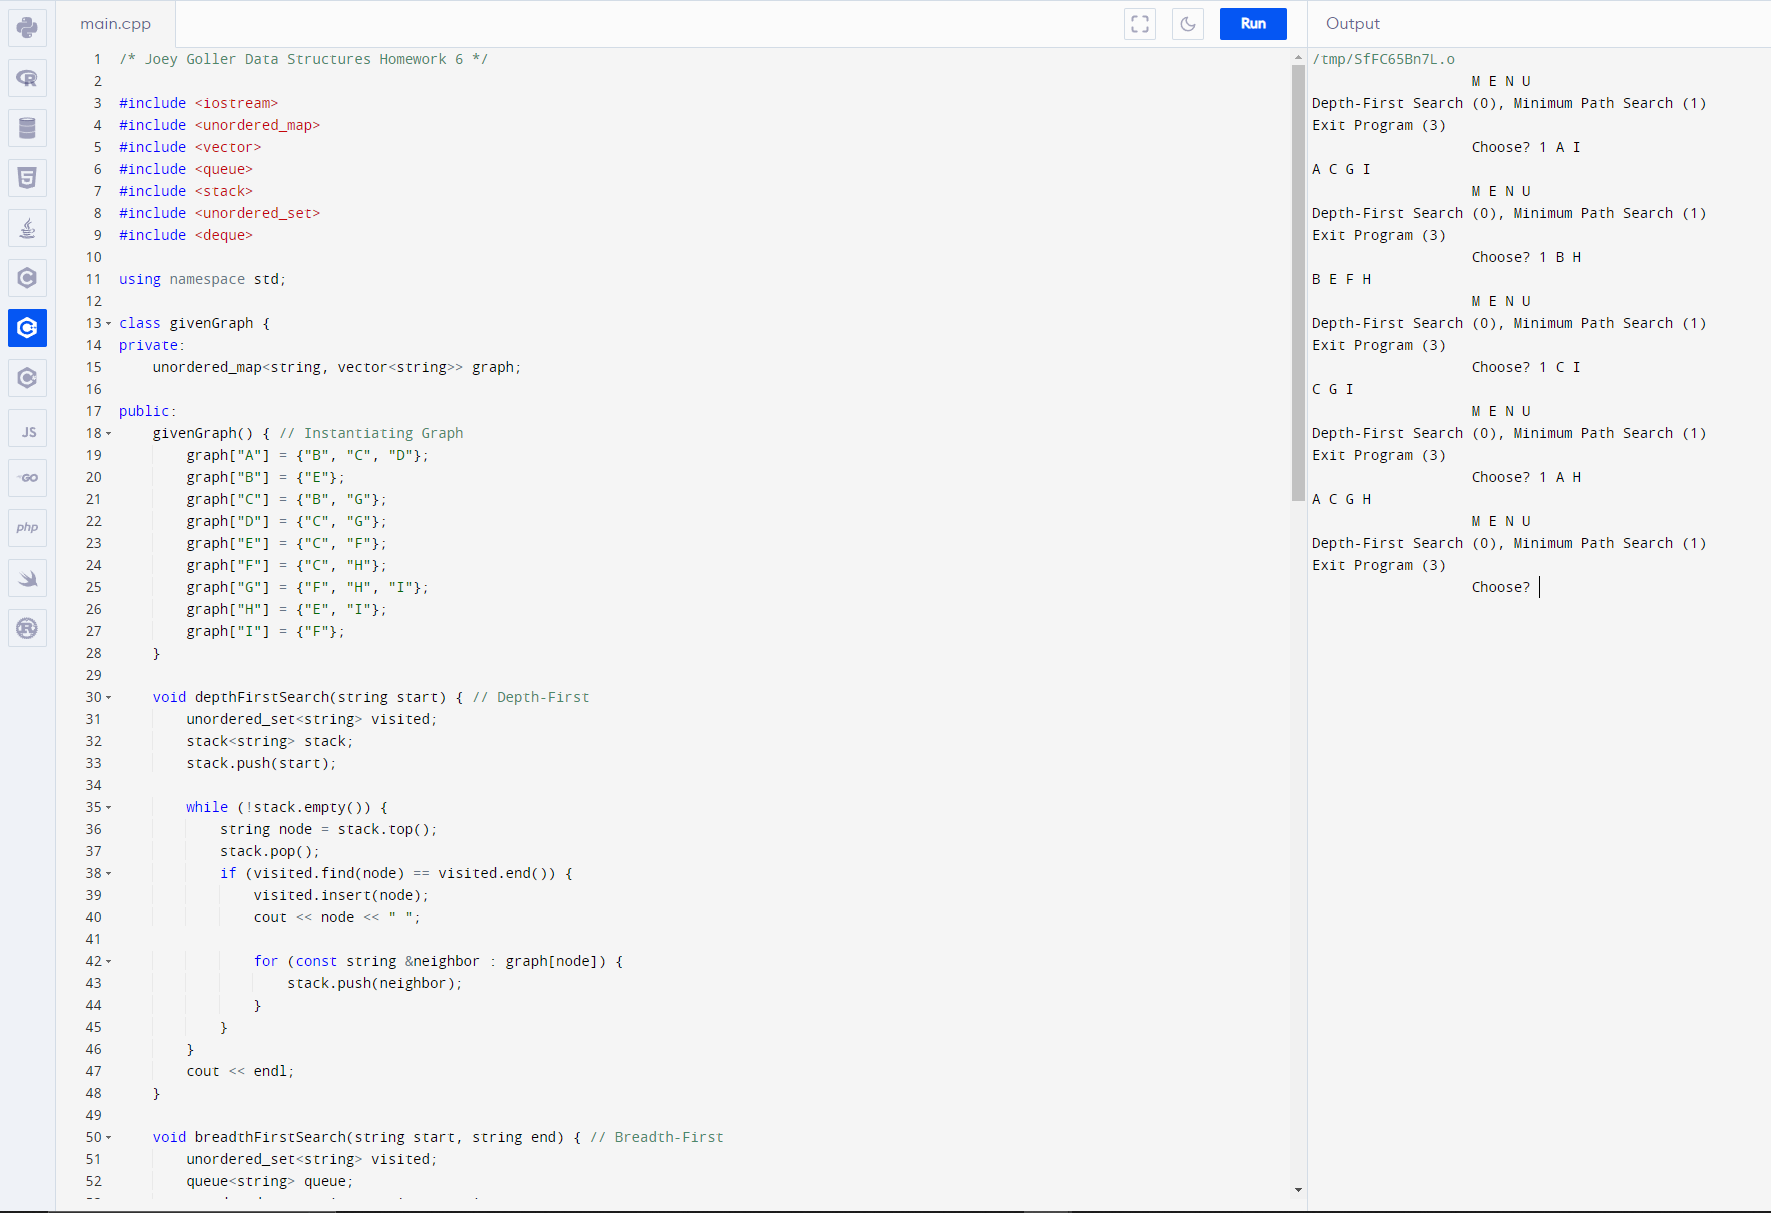 main.cpp
Run
Output
JS
GO
php
1 /* Joey Goller Data Structures Homework 6 */
2
3 #include <iostream>
4 #include <unordered_map>
5 #include <vector>
6 #include <queue>
7 #include <stack>
8 #include <unordered_set>
9 #include <deque>
10
11 using namespace std;
12
13 class givenGraph {
14 private:
15     unordered_map<string, vector<string>> graph;
16
17 public:
18     givenGraph() { // Instantiating Graph
19         graph["A"] = {"B", "C", "D"};
20         graph["B"] = {"E"};
21         graph["C"] = {"B", "G"};
22         graph["D"] = {"C", "G"};
23         graph["E"] = {"C", "F"};
24         graph["F"] = {"C", "H"};
25         graph["G"] = {"F", "H", "I"};
26         graph["H"] = {"E", "I"};
27         graph["I"] = {"F"};
28     }
29
30     void depthFirstSearch(string start) { // Depth-First
31         unordered_set<string> visited;
32         stack<string> stack;
33         stack.push(start);
34
35         while (!stack.empty()) {
36             string node = stack.top();
37             stack.pop();
38             if (visited.find(node) == visited.end()) {
39                 visited.insert(node);
40                 cout << node << " ";
41
42                 for (const string &neighbor : graph[node]) {
43                     stack.push(neighbor);
44                 }
45             }
46         }
47         cout << endl;
48     }
49
50     void breadthFirstSearch(string start, string end) { // Breadth-First
51         unordered_set<string> visited;
52         queue<string> queue;
/tmp/SfFC65Bn7L.o
M E N U
Depth-First Search (0), Minimum Path Search (1)
Exit Program (3)
Choose? 1 A I
A C G I
M E N U
Depth-First Search (0), Minimum Path Search (1)
Exit Program (3)
Choose? 1 B H
B E F H
M E N U
Depth-First Search (0), Minimum Path Search (1)
Exit Program (3)
Choose? 1 C I
C G I
M E N U
Depth-First Search (0), Minimum Path Search (1)
Exit Program (3)
Choose? 1 A H
A C G H
M E N U
Depth-First Search (0), Minimum Path Search (1)
Exit Program (3)
Choose?